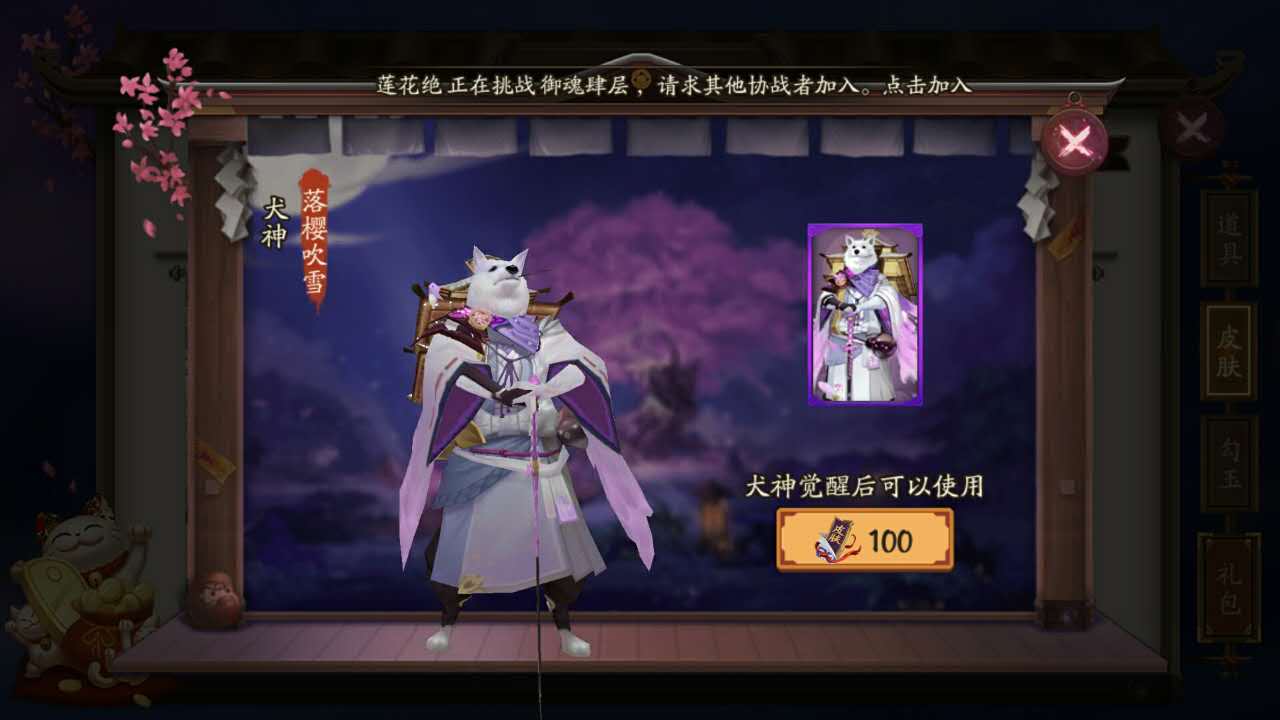 莲花绝 正在挑战 御魂肆层，请求其他协战者加入。点击加入
犬神
落樱吹雪
犬神觉醒后可以使用
皮肤 100
道具
皮肤
勾玉
礼包